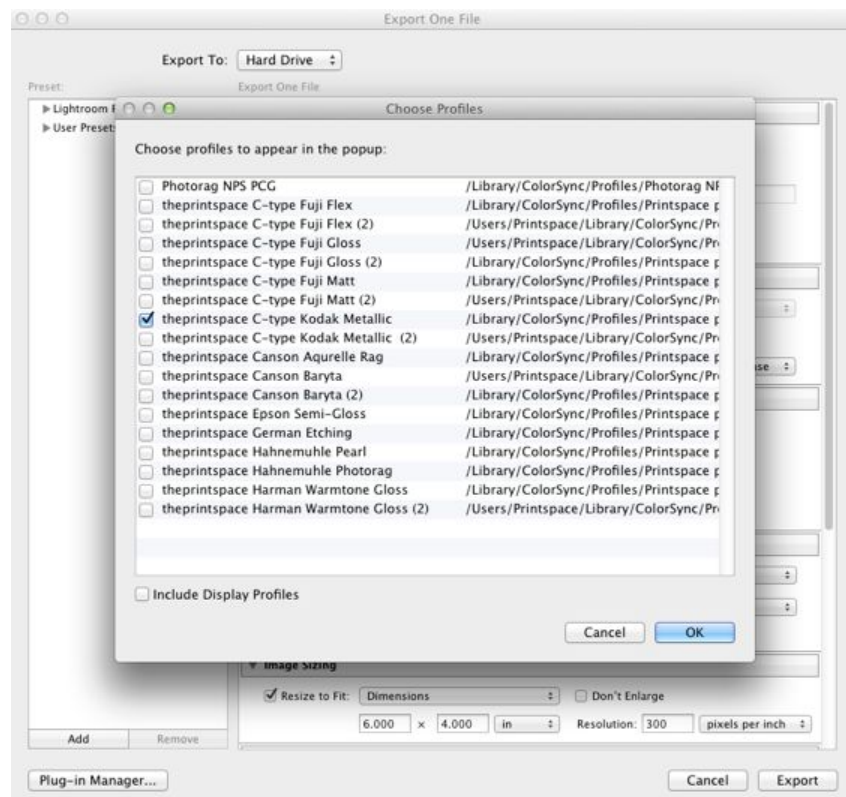 Export One File
Export To: Hard Drive
Preset: Export One File
Lightroom
User Preset
Choose Profiles
Choose profiles to appear in the popup:
Photorag NPS PCG /Library/ColorSync/Profiles/Photorag NF
theprintspace C-type Fuji Flex /Library/ColorSync/Profiles/Printspace p
theprintspace C-type Fuji Flex (2) /Users/Printspace/Library/ColorSync/Pr
theprintspace C-type Fuji Gloss /Library/ColorSync/Profiles/Printspace p
theprintspace C-type Fuji Gloss (2) /Library/ColorSync/Profiles/Printspace p
theprintspace C-type Fuji Matt /Library/ColorSync/Profiles/Printspace p
theprintspace C-type Fuji Matt (2) /Users/Printspace/Library/ColorSync/Pr
theprintspace C-type Kodak Metallic /Library/ColorSync/Profiles/Printspace p
theprintspace C-type Kodak Metallic (2) /Users/Printspace/Library/ColorSync/Pr
theprintspace Canson Aqurelle Rag /Library/ColorSync/Profiles/Printspace p
theprintspace Canson Baryta /Users/Printspace/Library/ColorSync/Pr
theprintspace Canson Baryta (2) /Library/ColorSync/Profiles/Printspace p
theprintspace Epson Semi-Gloss /Library/ColorSync/Profiles/Printspace p
theprintspace German Etching /Library/ColorSync/Profiles/Printspace p
theprintspace Hahnemuhle Pearl /Library/ColorSync/Profiles/Printspace p
theprintspace Hahnemuhle Photorag /Library/ColorSync/Profiles/Printspace p
theprintspace Harman Warmtone Gloss /Library/ColorSync/Profiles/Printspace p
theprintspace Harman Warmtone Gloss (2) /Users/Printspace/Library/ColorSync/Pr
Include Display Profiles
Cancel OK
Image Sizing
Resize to Fit: Dimensions Don't Enlarge
6.000 × 4.000 in Resolution: 300 pixels per inch
Add Remove
Plug-in Manager... Cancel Export